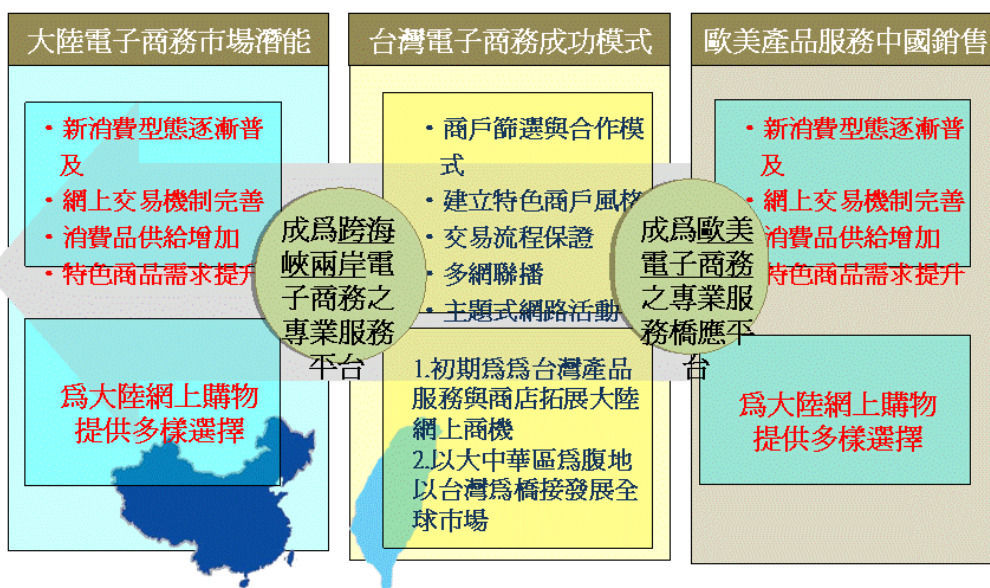 大陸電子商務市場潛能
• 新消費型態逐漸普
及
• 網上交易機制完善
• 消費品供給增加
• 特色商品需求提升
爲大陸網上購物
提供多樣選擇
成爲跨海
峽兩岸電
子商務之
專業服務
平台
台灣電子商務成功模式
• 商戶篩選與合作模
式
• 建立特色商戶風格
• 交易流程保證
• 多網聯播
• 主題式網路活動
1.初期爲爲台灣產品
服務與商店拓展大陸
網上商機
2.以大中華區爲腹地
以台灣爲橋接發展全
球市場
成爲歐美
電子商務
之專業服
務橋應平
台
歐美產品服務中國銷售
• 新消費型態逐漸普
及
• 網上交易機制完善
消費品供給增加
特色商品需求提升
爲大陸網上購物
提供多樣選擇